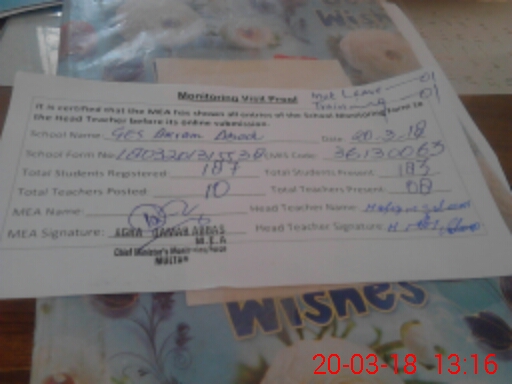 Wishes
Monitoring Visit Proof
Mat Leave 01
Training 01
It is certified that the MEA has shown all entries of the School Monitoring Form to
the Head Teacher before its online submission.
School Name: GES Date 20-3-18
School Form No: EMIS Code: 36130063
Total Students Registered: 187 Total Students Present: 183
Total Teachers Posted: 10 Total Teachers Present: 08
MEA Name: Head Teacher Name:
MEA Signature: Head Teacher Signature:
M.E.A
Chief Minister's Monitoring Force
MULTAN
Wishes
20-03-18 13:16